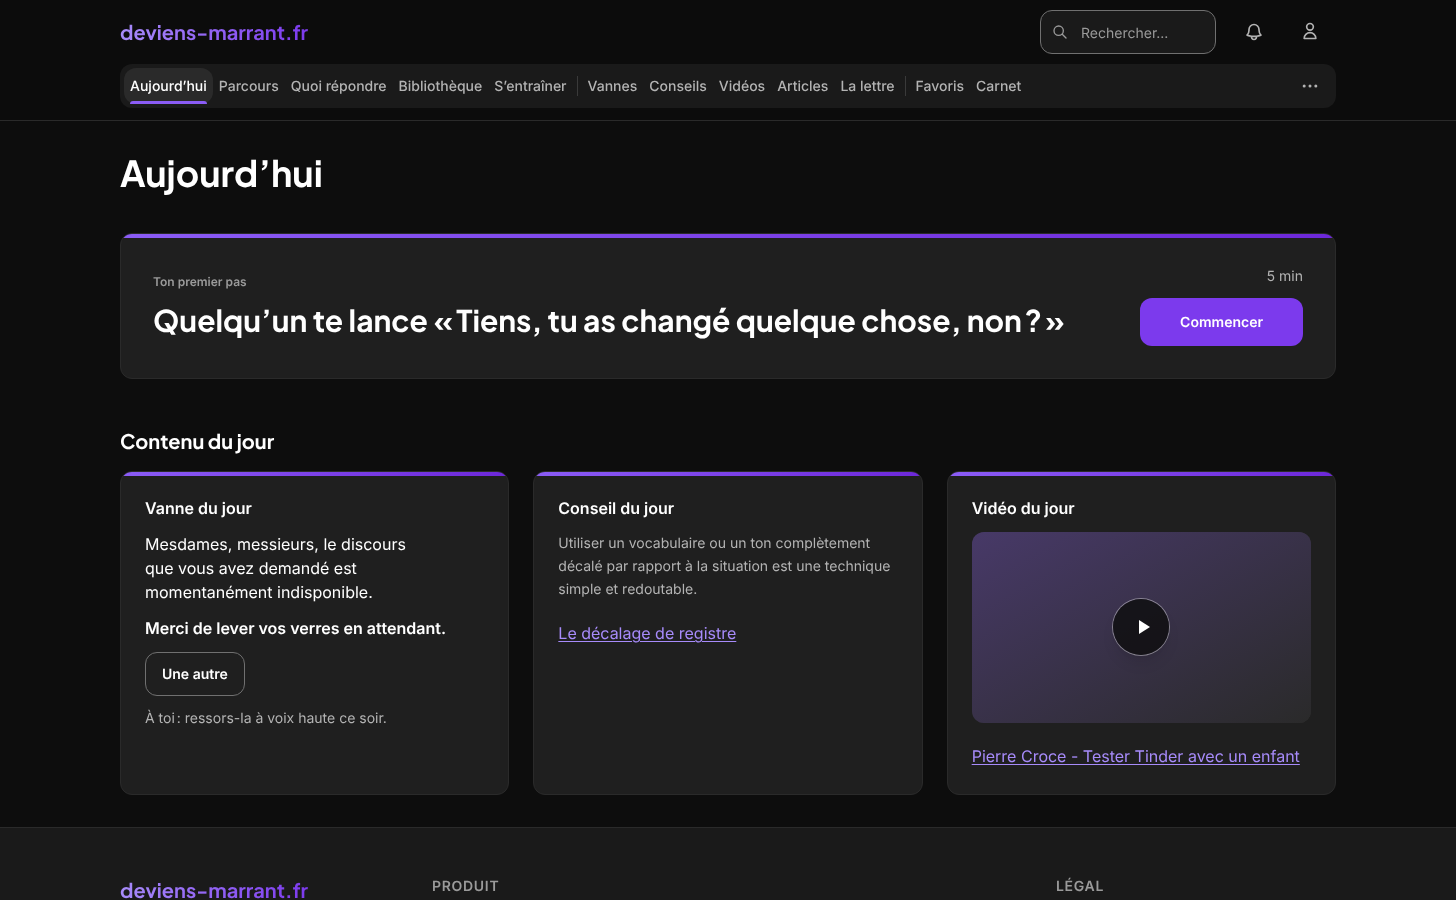 deviens-marrant.fr
Rechercher...
Aujourd’hui Parcours Quoi répondre Bibliothèque S’entraîner Vannes Conseils Vidéos Articles La lettre Favoris Carnet
Aujourd’hui
Ton premier pas
5 min
Quelqu’un te lance « Tiens, tu as changé quelque chose, non ? »
Commencer
Contenu du jour
Vanne du jour
Mesdames, messieurs, le discours
que vous avez demandé est
momentanément indisponible.
Merci de lever vos verres en attendant.
Une autre
À toi : ressors-la à voix haute ce soir.
Conseil du jour
Utiliser un vocabulaire ou un ton complètement
décalé par rapport à la situation est une technique
simple et redoutable.
Le décalage de registre
Vidéo du jour
Pierre Croce - Tester Tinder avec un enfant
deviens-marrant.fr
PRODUIT
LÉGAL